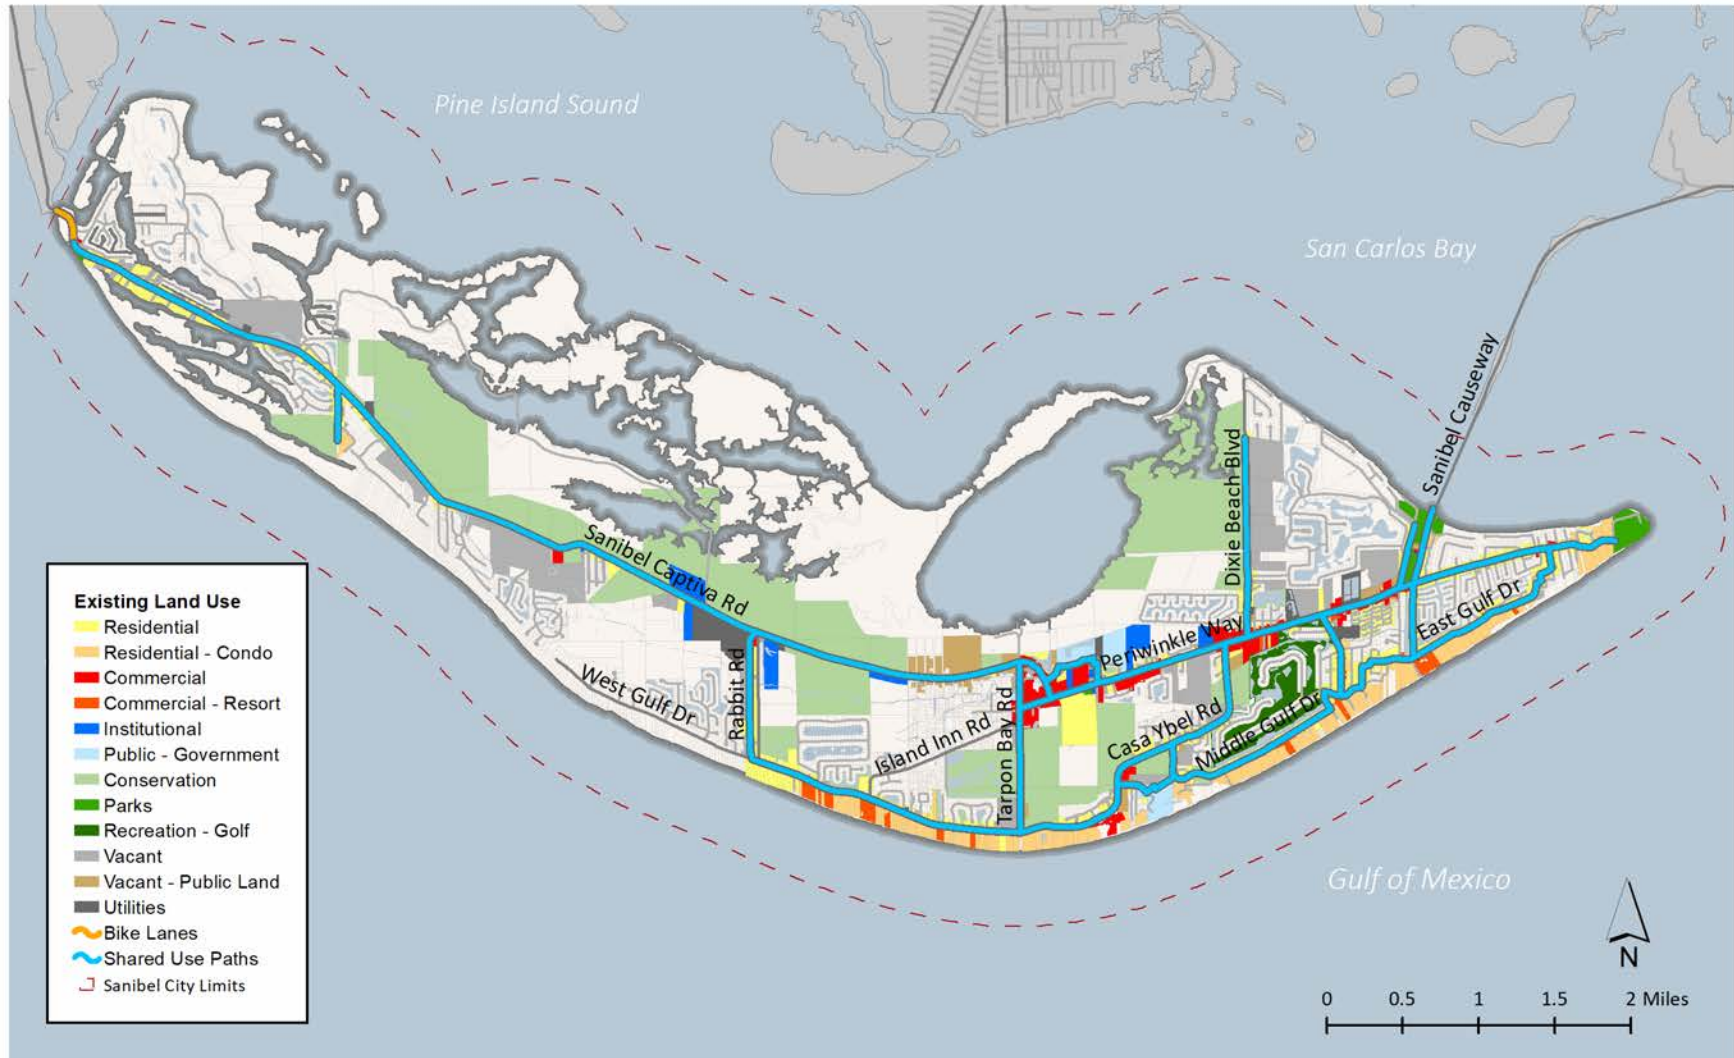 Pine Island Sound
San Carlos Bay
Sanibel Causeway
Dixie Beach Blvd
Sanibel Captiva Rd
East Gulf Dr
Periwinkle Way
West Gulf Dr
Rabbit Rd
Island Inn Rd
Tarpon Bay Rd
Casa Ybel Rd
Middle Gulf Dr
Gulf of Mexico
Existing Land Use
Residential
Residential - Condo
Commercial
Commercial - Resort
Institutional
Public - Government
Conservation
Parks
Recreation - Golf
Vacant
Vacant - Public Land
Utilities
Bike Lanes
Shared Use Paths
Sanibel City Limits
N
0 0.5 1 1.5 2 Miles